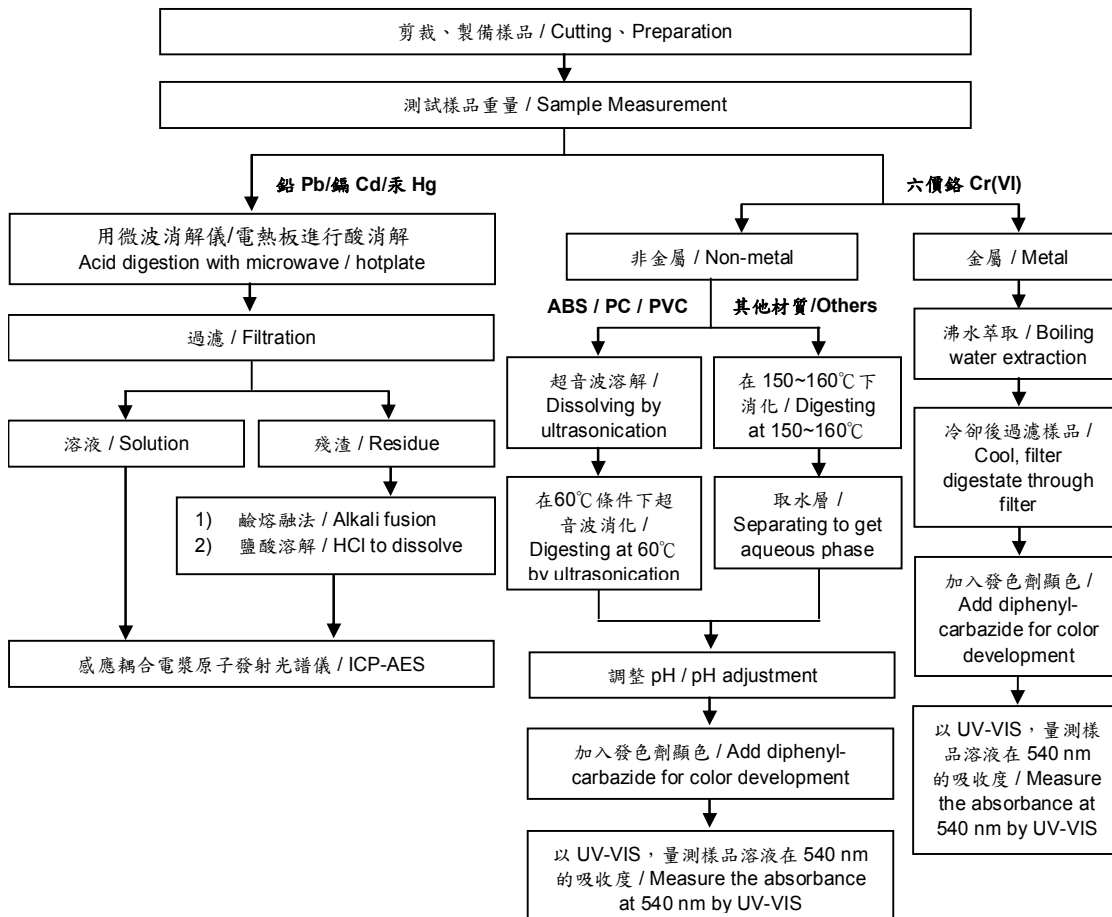 剪裁、製備樣品 / Cutting、Preparation
測試樣品重量 / Sample Measurement
鉛 Pb/鎘 Cd/汞 Hg
六價鉻 Cr(VI)
用微波消解儀/電熱板進行酸消解
Acid digestion with microwave / hotplate
過濾 / Filtration
溶液 / Solution
殘渣 / Residue
1) 鹼熔融法 / Alkali fusion
2) 鹽酸溶解 / HCl to dissolve
感應耦合電漿原子發射光譜儀 / ICP-AES
非金屬 / Non-metal
ABS / PC / PVC
其他材質/Others
超音波溶解 /
Dissolving by
ultrasonication
在60℃條件下超
音波消化 /
Digesting at 60℃
by ultrasonication
在 150~160℃下
消化 / Digesting
at 150~160℃
取水層 /
Separating to get
aqueous phase
調整 pH / pH adjustment
加入發色劑顯色 / Add diphenyl-
carbazide for color development
以 UV-VIS，量測樣品溶液在 540 nm
的吸收度 / Measure the absorbance
at 540 nm by UV-VIS
金屬 / Metal
沸水萃取 / Boiling
water extraction
冷卻後過濾樣品 /
Cool, filter
digestate through
filter
加入發色劑顯色 /
Add diphenyl-
carbazide for color
development
以 UV-VIS，量測樣
品溶液在 540 nm
的吸收度 / Measure
the absorbance at
540 nm by UV-VIS